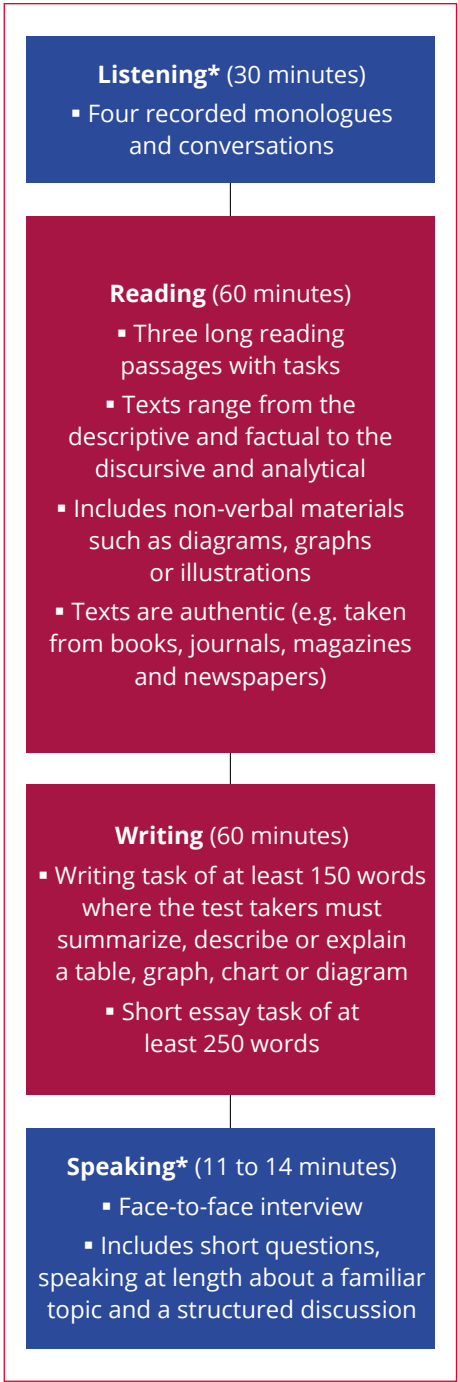 Listening* (30 minutes)
▪ Four recorded monologues
and conversations
Reading (60 minutes)
▪ Three long reading
passages with tasks
▪ Texts range from the
descriptive and factual to the
discursive and analytical
▪ Includes non-verbal materials
such as diagrams, graphs
or illustrations
▪ Texts are authentic (e.g. taken
from books, journals, magazines
and newspapers)
Writing (60 minutes)
▪ Writing task of at least 150 words
where the test takers must
summarize, describe or explain
a table, graph, chart or diagram
▪ Short essay task of at
least 250 words
Speaking* (11 to 14 minutes)
▪ Face-to-face interview
▪ Includes short questions,
speaking at length about a familiar
topic and a structured discussion